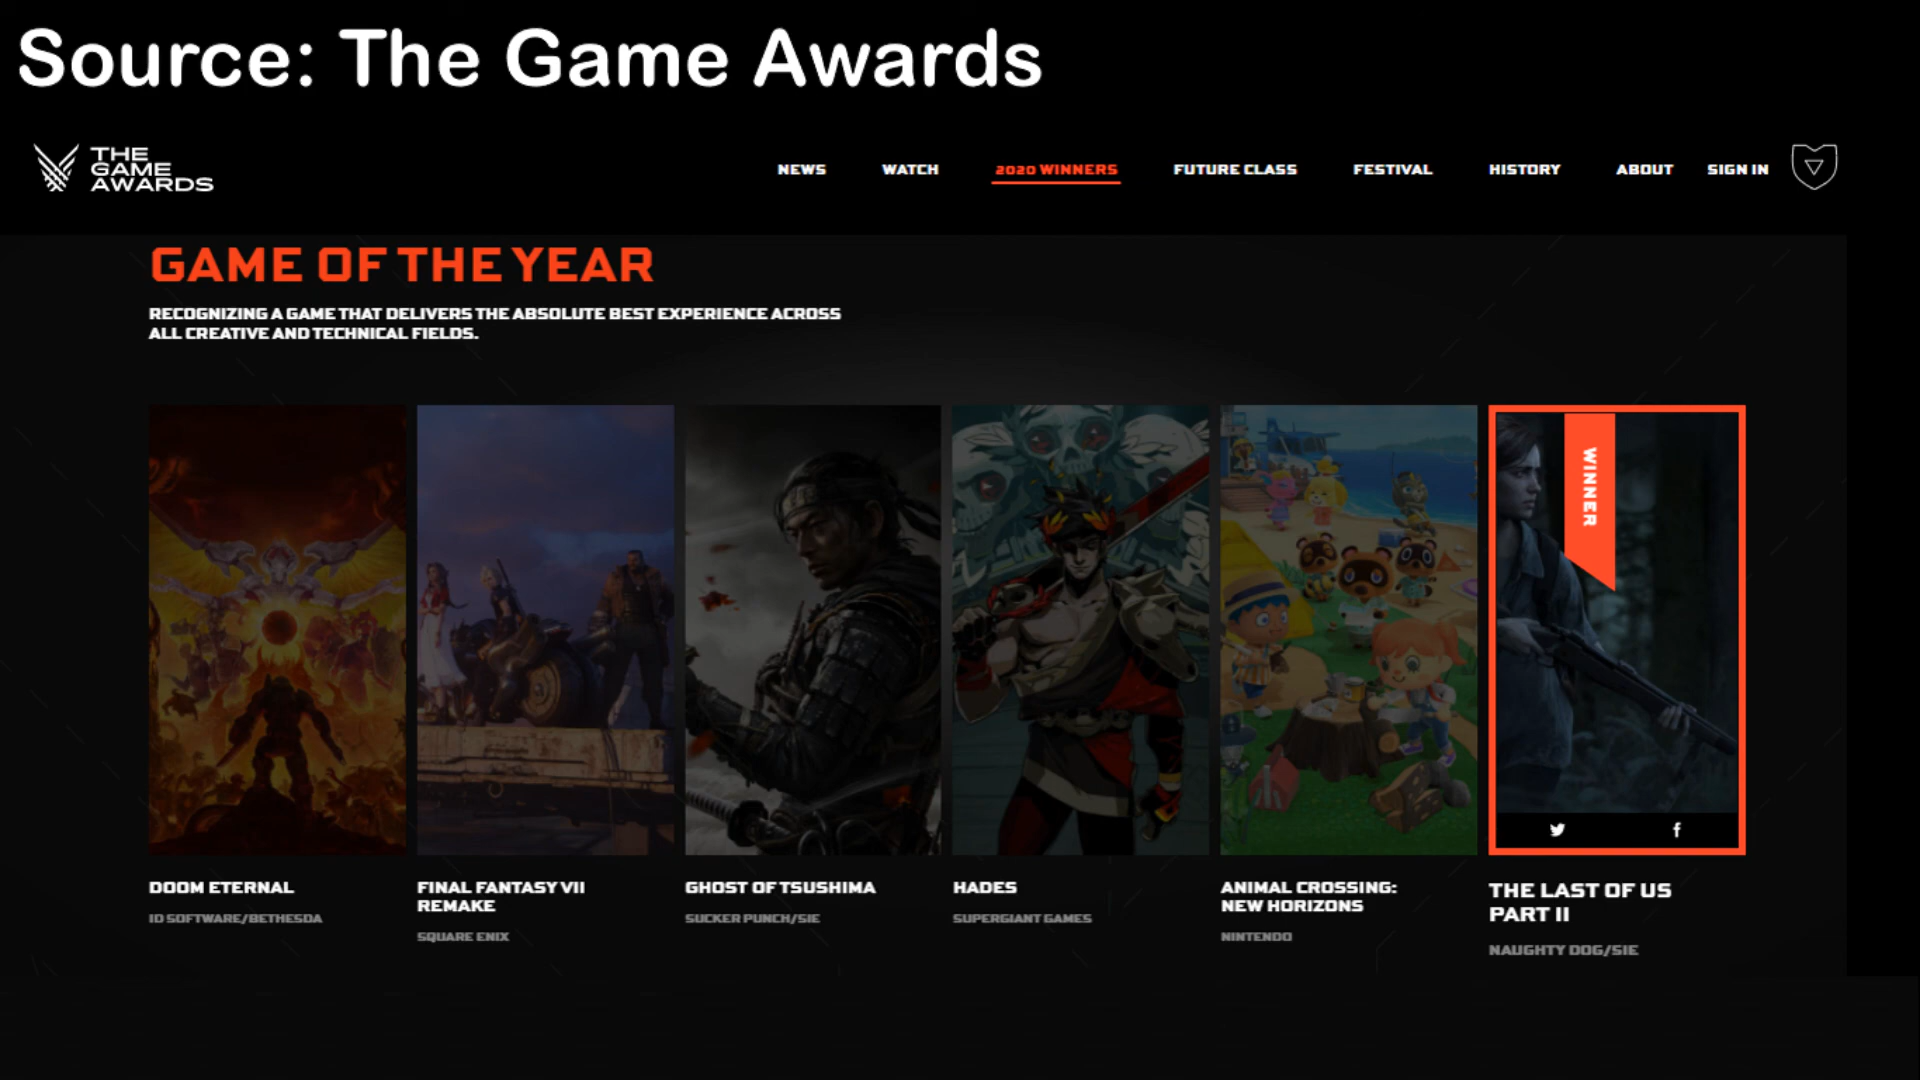 Source: The Game Awards
THE
GAME
AWARDS
NEWS WATCH 2020 WINNERS FUTURE CLASS FESTIVAL HISTORY ABOUT SIGN IN
GAME OF THE YEAR
RECOGNIZING A GAME THAT DELIVERS THE ABSOLUTE BEST EXPERIENCE ACROSS
ALL CREATIVE AND TECHNICAL FIELDS.
WINNER
DOOM ETERNAL
ID SOFTWARE/BETHESDA
FINAL FANTASY VII
REMAKE
SQUARE ENIX
GHOST OF TSUSHIMA
SUCKER PUNCH/SIE
HADES
SUPERGIANT GAMES
ANIMAL CROSSING:
NEW HORIZONS
NINTENDO
THE LAST OF US
PART II
NAUGHTY DOG/SIE